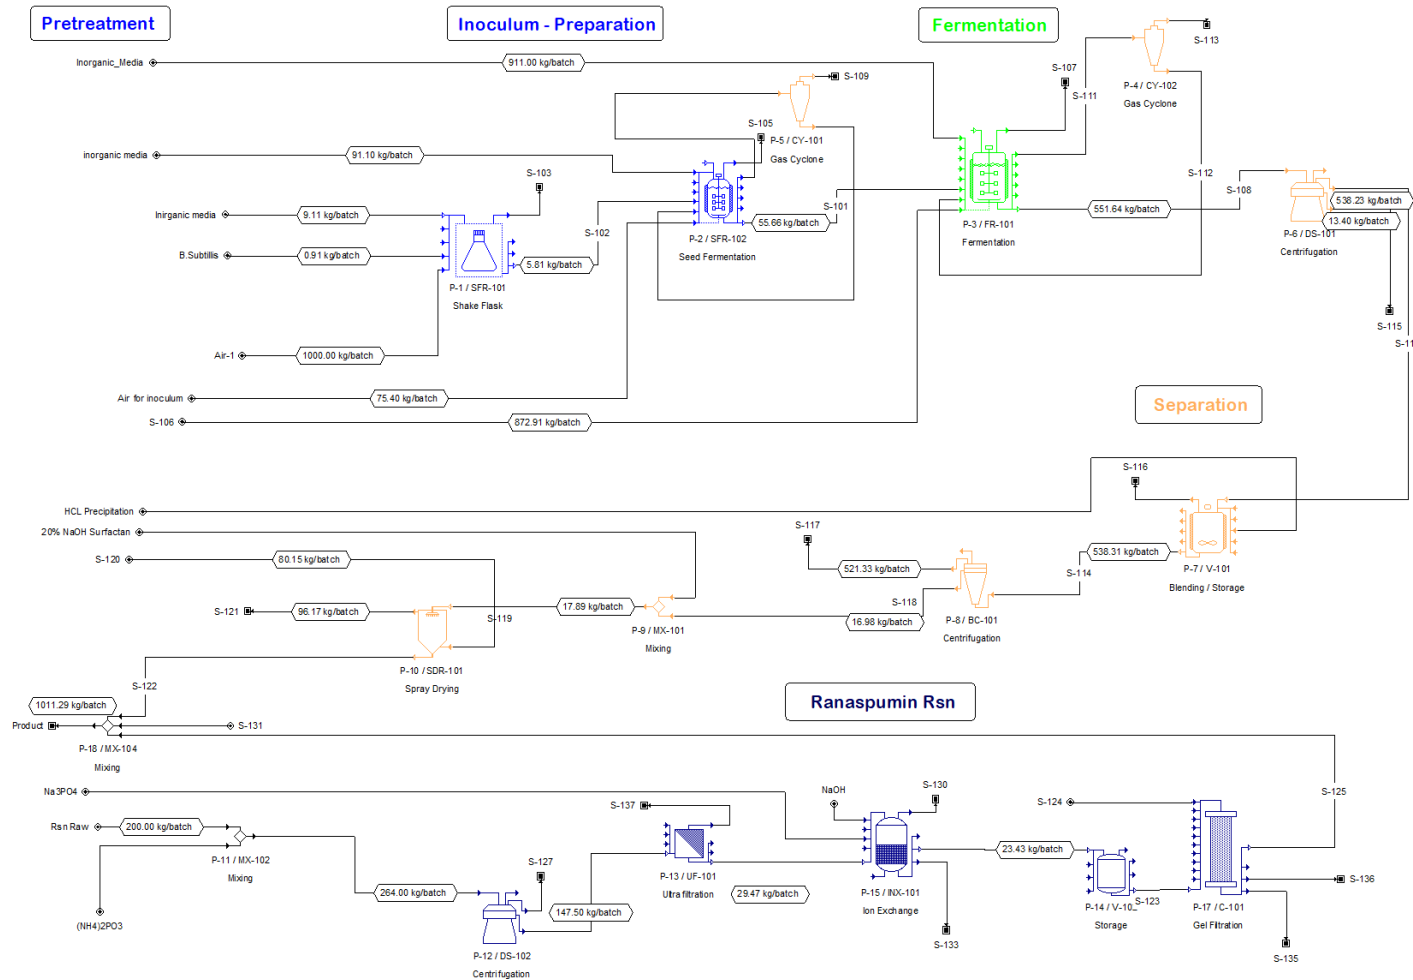 Pretreatment
Inoculum - Preparation
Fermentation
Inorganic_Media
911.00 kg/batch
S-113
S-107
S-111
P-4 / CY-102
Gas Cyclone
S-109
S-105
P-5 / CY-101
Gas Cyclone
inorganic media
91.10 kg/batch
S-103
S-112
S-108
Inirganic media
9.11 kg/batch
S-102
S-101
55.66 kg/batch
551.64 kg/batch
538.23 kg/batch
13.40 kg/batch
P-2 / SFR-102
Seed Fermentation
P-3 / FR-101
Fermentation
P-6 / DS-101
Centrifugation
B.Subtillis
0.91 kg/batch
5.81 kg/batch
P-1 / SFR-101
Shake Flask
S-115
S-11
Air-1
1000.00 kg/batch
Air for inoculum
75.40 kg/batch
S-106
872.91 kg/batch
Separation
S-116
HCL Precipitation
20% NaOH Surfactan
S-117
S-120
80.15 kg/batch
521.33 kg/batch
538.31 kg/batch
S-114
P-7 / V-101
Blending / Storage
S-121
96.17 kg/batch
S-119
17.89 kg/batch
S-118
16.98 kg/batch
P-9 / MX-101
Mixing
P-8 / BC-101
Centrifugation
P-10 / SDR-101
Spray Drying
S-122
Ranaspumin Rsn
1011.29 kg/batch
Product
S-131
P-18 / MX-104
Mixing
Na3PO4
S-137
NaOH
S-130
S-124
S-125
Rsn Raw
200.00 kg/batch
P-11 / MX-102
Mixing
23.43 kg/batch
P-13 / UF-101
Ultra filtration
29.47 kg/batch
P-15 / INX-101
Ion Exchange
264.00 kg/batch
S-127
147.50 kg/batch
P-14 / V-10_
Storage
S-123
P-17 / C-101
Gel Filtration
S-136
(NH4)2PO3
S-133
S-135
P-12 / DS-102
Centrifugation